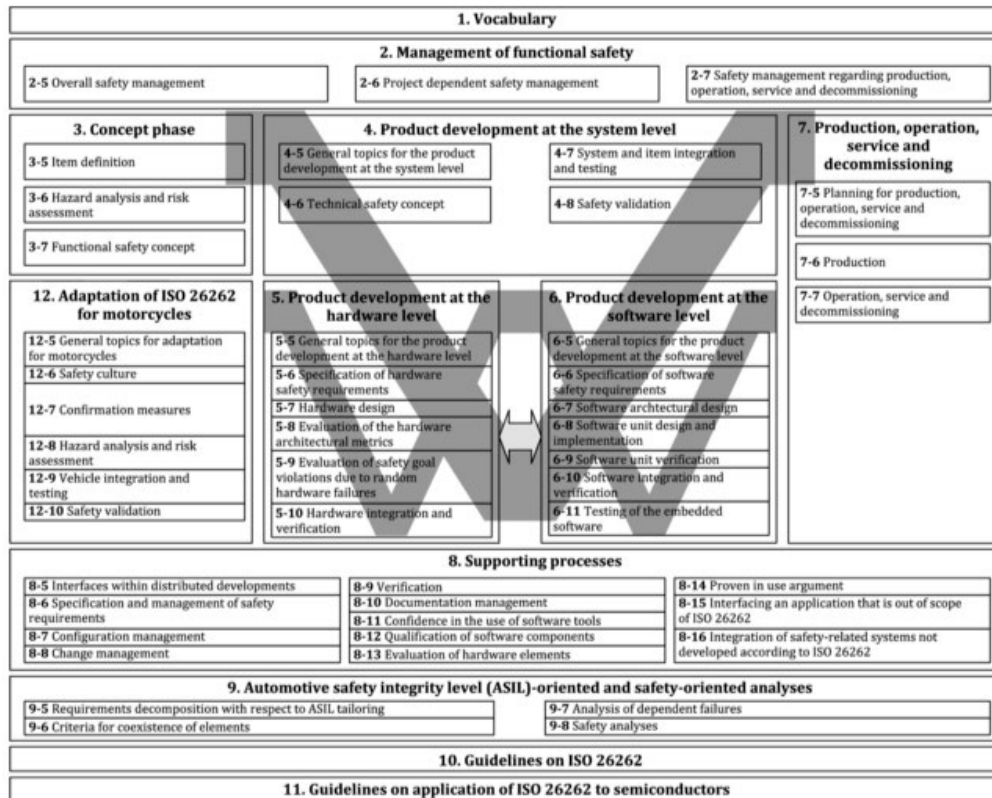 1. Vocabulary
2. Management of functional safety
2-5 Overall safety management
2-6 Project dependent safety management
2-7 Safety management regarding production,
operation, service and decommissioning
3. Concept phase
3-5 Item definition
3-6 Hazard analysis and risk
assessment
3-7 Functional safety concept
4. Product development at the system level
4-5 General topics for the product
development at the system level
4-6 Technical safety concept
4-7 System and item integration
and testing
4-8 Safety validation
7. Production, operation,
service and
decommissioning
7-5 Planning for production,
operation, service and
decommissioning
7-6 Production
7-7 Operation, service and
decommissioning
12. Adaptation of ISO 26262
for motorcycles
12-5 General topics for adaptation
for motorcycles
12-6 Safety culture
12-7 Confirmation measures
12-8 Hazard analysis and risk
assessment
12-9 Vehicle integration and
testing
12-10 Safety validation
5. Product development at the
hardware level
5-5 General topics for the product
development at the hardware level
5-6 Specification of hardware
safety requirements
5-7 Hardware design
5-8 Evaluation of the hardware
architectural metrics
5-9 Evaluation of safety goal
violations due to random
hardware failures
5-10 Hardware integration and
verification
6. Product development at the
software level
6-5 General topics for the product
development at the software level
6-6 Specification of software
safety requirements
6-7 Software archtectural design
6-8 Software unit design and
implementation
6-9 Software unit verification
6-10 Software integration and
verification
6-11 Testing of the embedded
software
8. Supporting processes
8-5 Interfaces within distributed developments
8-6 Specification and management of safety
requirements
8-7 Configuration management
8-8 Change management
8-9 Verification
8-10 Documentation management
8-11 Confidence in the use of software tools
8-12 Qualification of software components
8-13 Evaluation of hardware elements
8-14 Proven in use argument
8-15 Interfacing an application that is out of scope
of ISO 26262
8-16 Integration of safety-related systems not
developed according to ISO 26262
9. Automotive safety integrity level (ASIL)-oriented and safety-oriented analyses
9-5 Requirements decomposition with respect to ASIL tailoring
9-6 Criteria for coexistence of elements
9-7 Analysis of dependent failures
9-8 Safety analyses
10. Guidelines on ISO 26262
11. Guidelines on application of ISO 26262 to semiconductors